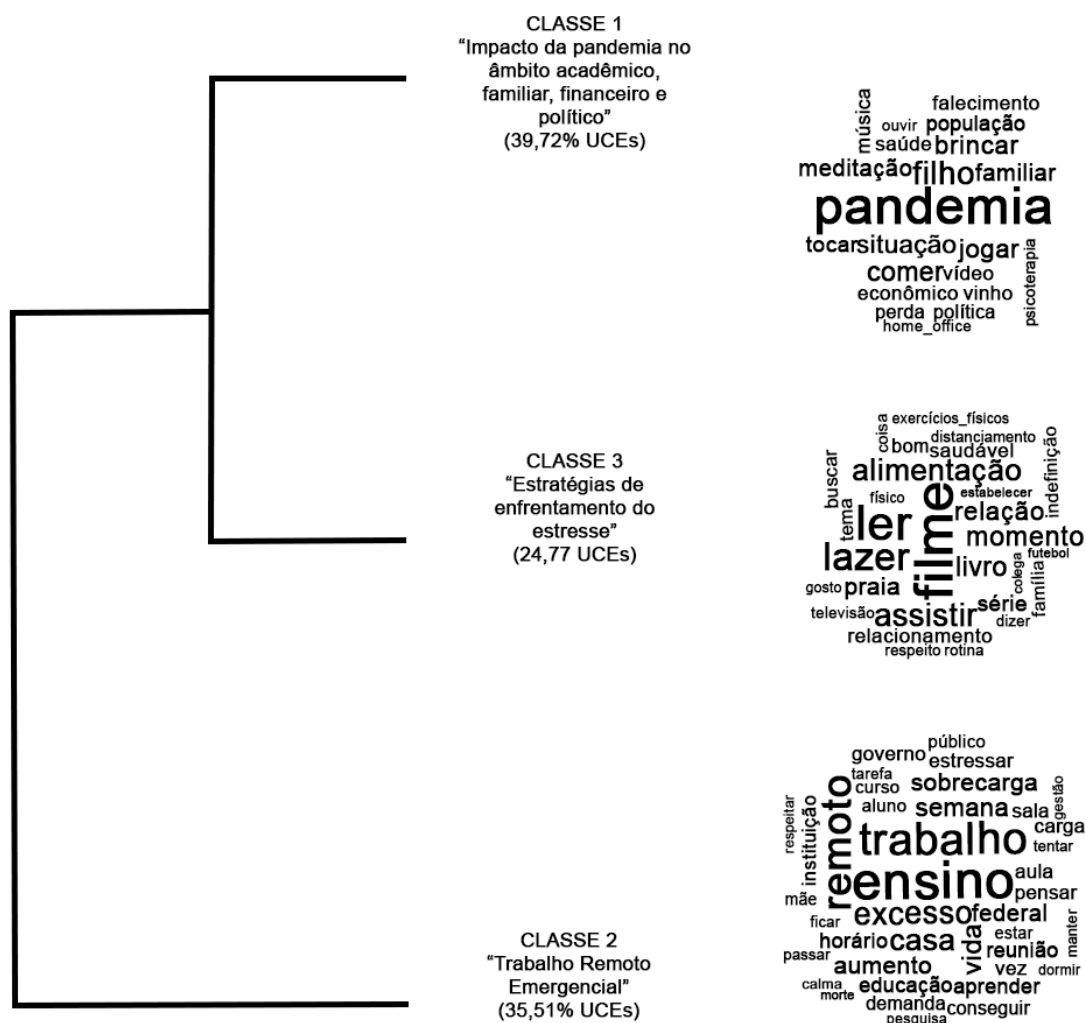 CLASSE 1
“Impacto da pandemia no
âmbito acadêmico,
familiar, financeiro e
político”
(39,72% UCEs)
música
falecimento
ouvir população
saúde brincar
meditação filho familiar
pandemia
tocar situação jogar
psicoterapia
comer vídeo
econômico vinho
perda política
home_office
CLASSE 3
“Estratégias de
enfrentamento do
estresse”
(24,77 UCEs)
coisa
exercícios_físicos
distanciamento
bom saudável
buscar
alimentação
indefinição
físico
filme
estabelecer
tema
ler
relação
momento
lazer
livro
colega
futebol
família
gosto praia
televisão assistir série
dizer
relacionamento
respeito rotina
CLASSE 2
“Trabalho Remoto
Emergencial”
(35,51% UCEs)
público
governo estressar
tarefa
curso sobrecarga
gestão
remoto
aluno semana sala
respeitar
instituição
trabalho carga
tentar
ensino aula
pensar
mãe
excesso federal
ficar
manter
horário casa vida estar
reunião
passar
aumento vez dormir
calma educação aprender
morte
demanda conseguir
pesquisa